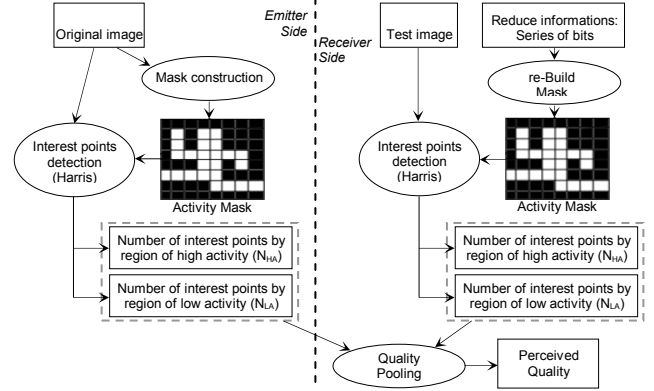 Original image
Emitter
Side
Mask construction
Interest points
detection
(Harris)
Activity Mask
Number of interest points by
region of high activity (NHA)
Number of interest points by
region of low activity (NLA)
Receiver
Side
Test image
Reduce informations:
Series of bits
re-Build
Mask
Interest points
detection
(Harris)
Activity Mask
Number of interest points by
region of high activity (NHA)
Number of interest points by
region of low activity (NLA)
Quality
Pooling
Perceived
Quality